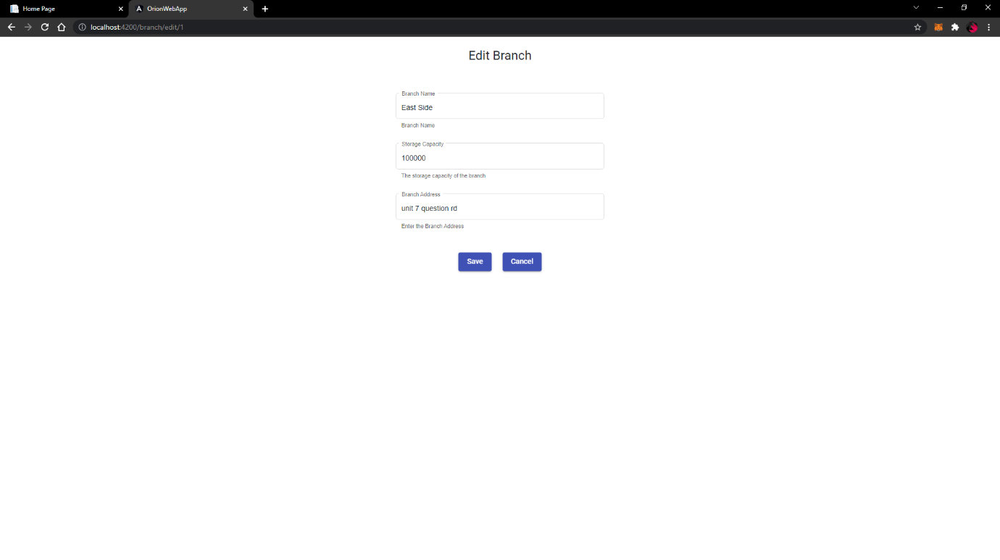 Home Page
OrionWebApp
localhost:4200/branch/edit/1
Edit Branch
Branch Name
East Side
Branch Name
Storage Capacity
100000
The storage capacity of the branch
Branch Address
unit 7 question rd
Enter the Branch Address
Save Cancel